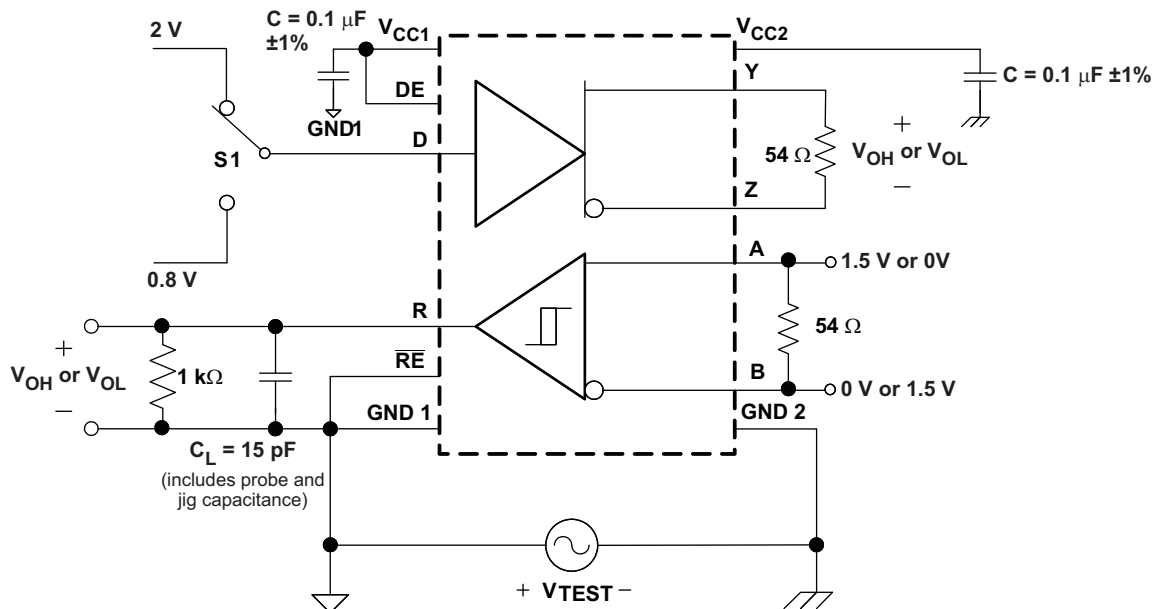 2 V
C = 0.1 μF
±1%
VCC1
VCC2
DE
GND1
Y
C = 0.1 μF ±1%
S1
D
54 Ω
+
VOH or VOL
−
Z
0.8 V
A
1.5 V or 0V
R
54 Ω
+
VOH or VOL
−
1 kΩ
RE
B
0 V or 1.5 V
GND 1
GND 2
CL = 15 pF
(includes probe and
jig capacitance)
+ VTEST −